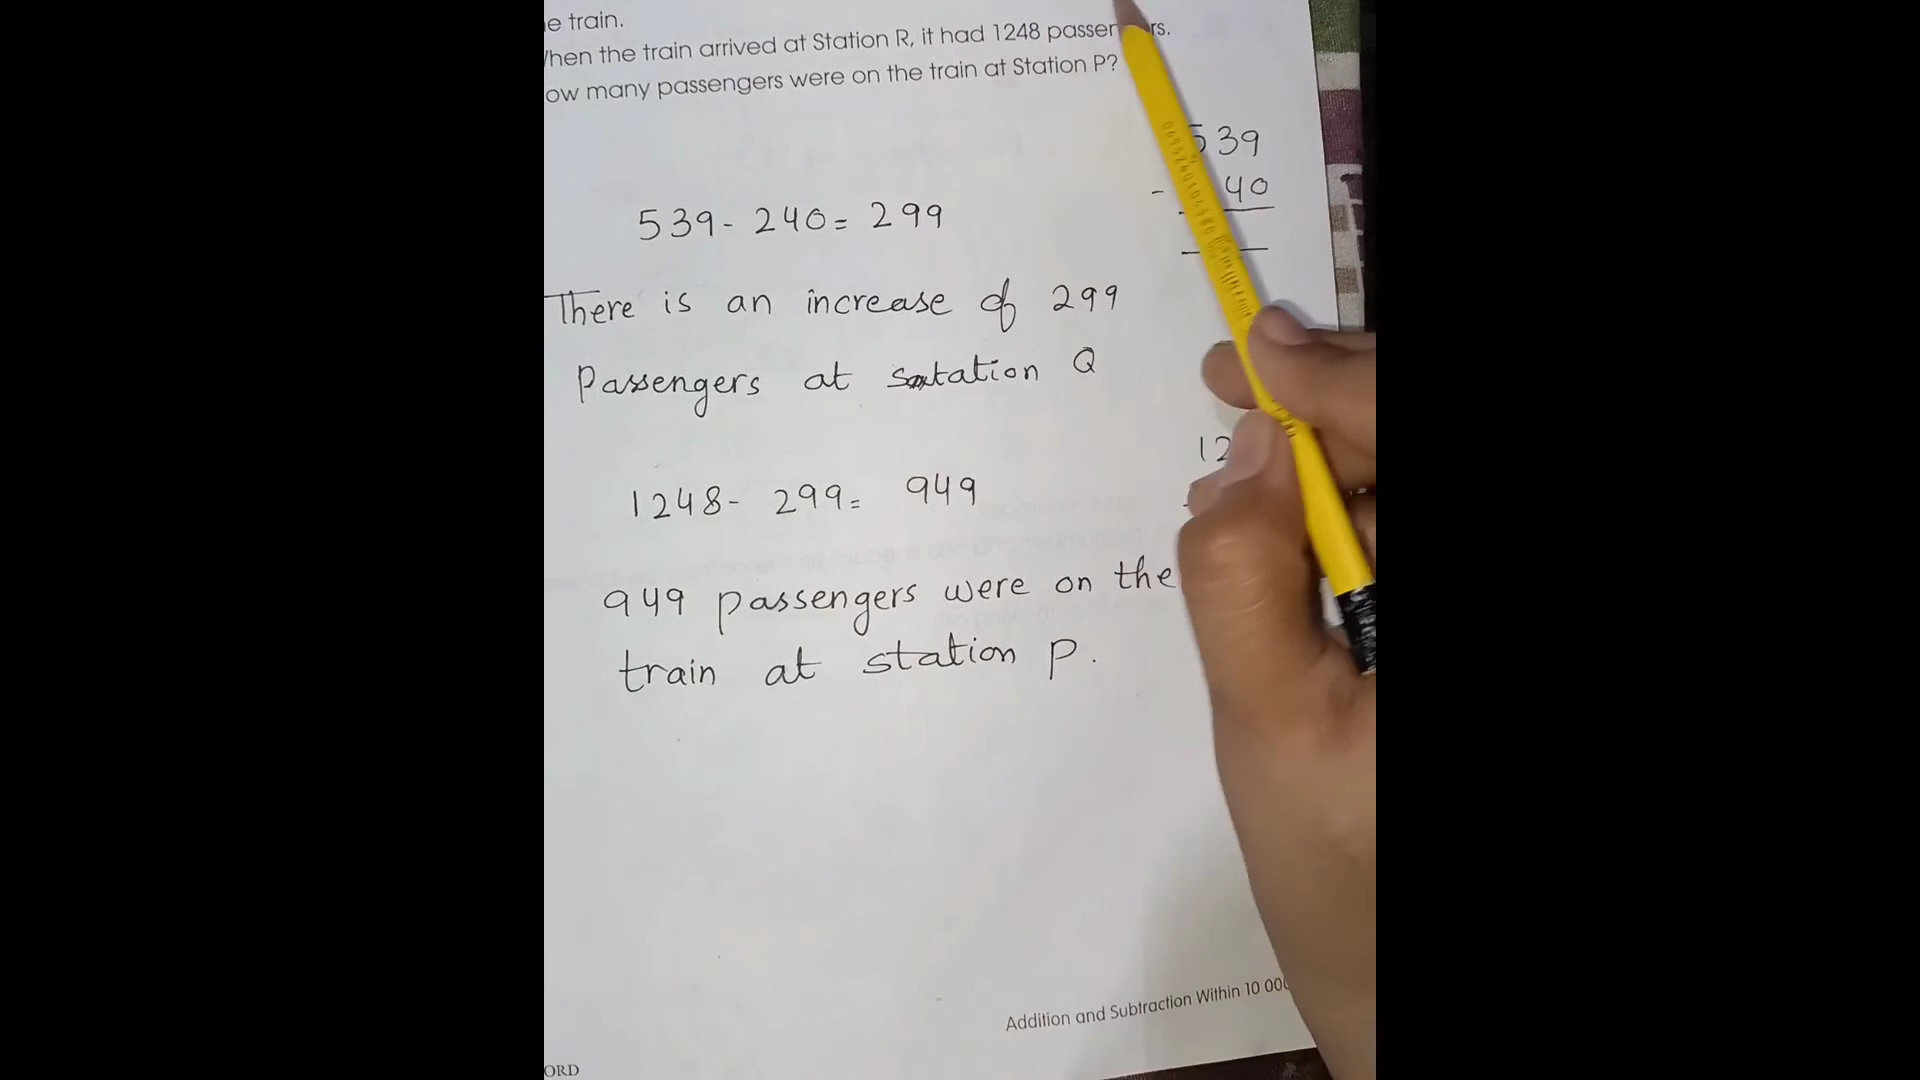 e train.
hen the train arrived at Station R, it had 1248 passen rs.
ow many passengers were on the train at Station P?
539
- 40
539 - 240 = 299
There is an increase of 299
Passengers at station Q
12
1248 - 299 = 949
949 passengers were on the
train at station P.
Addition and Subtraction Within 10 00
ORD